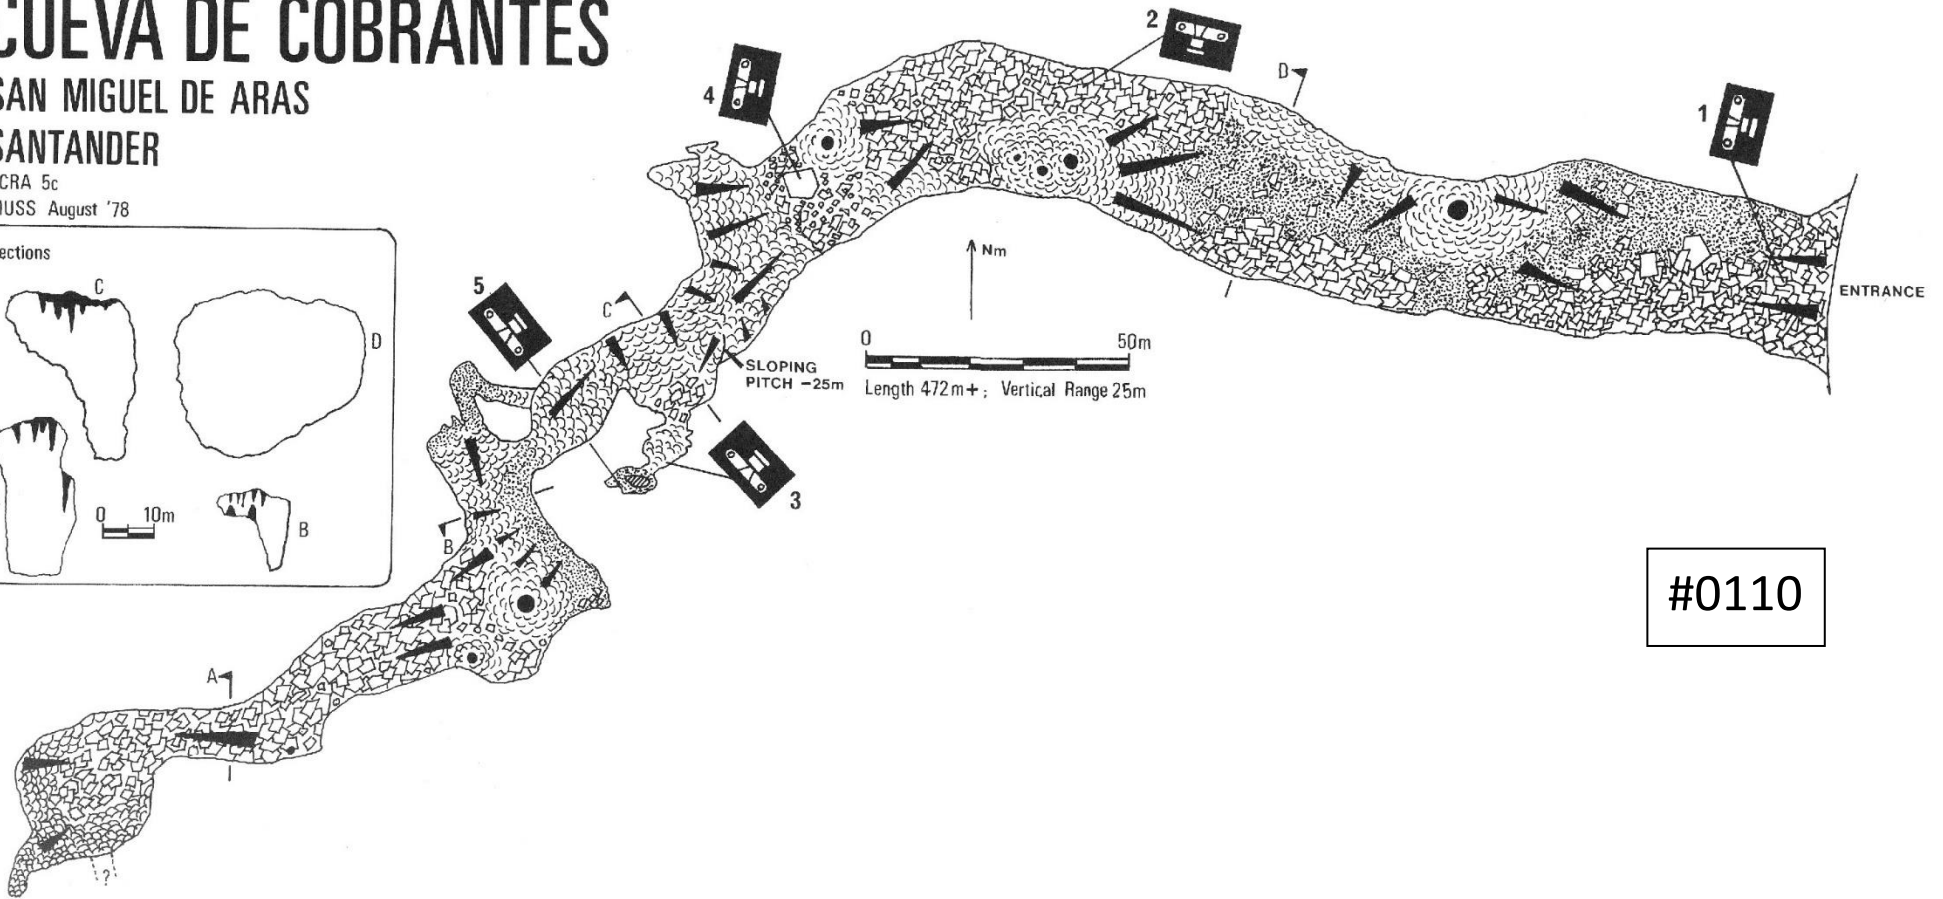 CUEVA DE COBRANTES
SAN MIGUEL DE ARAS
SANTANDER
CRA 5c
USS August '78
ections
C
D
B
0 10m
1
2
3
4
5
D
C
B
A
Nm
0 50m
Length 472m+; Vertical Range 25m
SLOPING
PITCH -25m
ENTRANCE
?
#0110